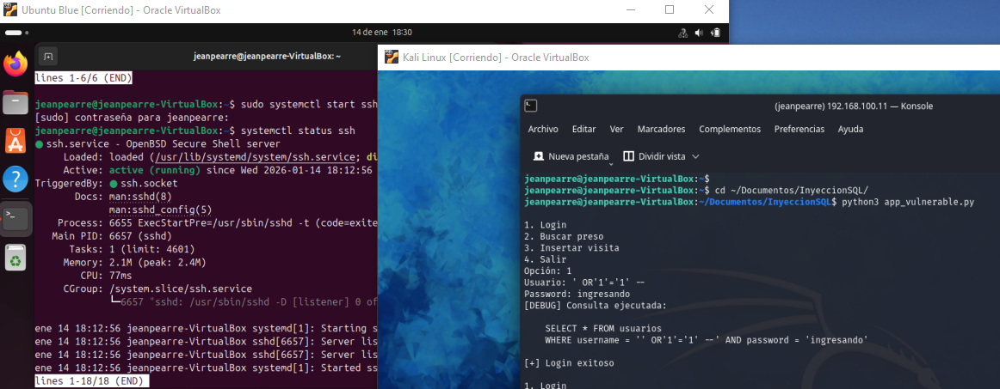 Ubuntu Blue [Corriendo] - Oracle VirtualBox
14 de ene 18:30
jeanpearre@jeanpearre-VirtualBox: ~
lines 1-6/6 (END)
jeanpearre@jeanpearre-VirtualBox:~$ sudo systemctl start ssh
[sudo] contraseña para jeanpearre:
jeanpearre@jeanpearre-VirtualBox:~$ systemctl status ssh
● ssh.service - OpenBSD Secure Shell server
Loaded: loaded (/usr/lib/systemd/system/ssh.service; di
Active: active (running) since Wed 2026-01-14 18:12:56
TriggeredBy: ● ssh.socket
Docs: man:sshd(8)
man:sshd_config(5)
Process: 6655 ExecStartPre=/usr/sbin/sshd -t (code=exite
Main PID: 6657 (sshd)
Tasks: 1 (limit: 4601)
Memory: 2.1M (peak: 2.4M)
CPU: 77ms
CGroup: /system.slice/ssh.service
└─6657 "sshd: /usr/sbin/sshd -D [listener] 0 of
ene 14 18:12:56 jeanpearre-VirtualBox systemd[1]: Starting s
ene 14 18:12:56 jeanpearre-VirtualBox sshd[6657]: Server lis
ene 14 18:12:56 jeanpearre-VirtualBox sshd[6657]: Server lis
ene 14 18:12:56 jeanpearre-VirtualBox systemd[1]: Started ss
lines 1-18/18 (END)
Kali Linux [Corriendo] - Oracle VirtualBox
(jeanpearre) 192.168.100.11 — Konsole
Archivo Editar Ver Marcadores Complementos Preferencias Ayuda
Nueva pestaña Dividir vista
jeanpearre@jeanpearre-VirtualBox:~$
jeanpearre@jeanpearre-VirtualBox:~$ cd ~/Documentos/InyeccionSQL/
jeanpearre@jeanpearre-VirtualBox:~/Documentos/InyeccionSQL$ python3 app_vulnerable.py
1. Login
2. Buscar preso
3. Insertar visita
4. Salir
Opción: 1
Usuario: ' OR'1'='1' --
Password: ingresando
[DEBUG] Consulta ejecutada:
SELECT * FROM usuarios
WHERE username = '' OR'1'='1' --' AND password = 'ingresando'
[+] Login exitoso
1. Login